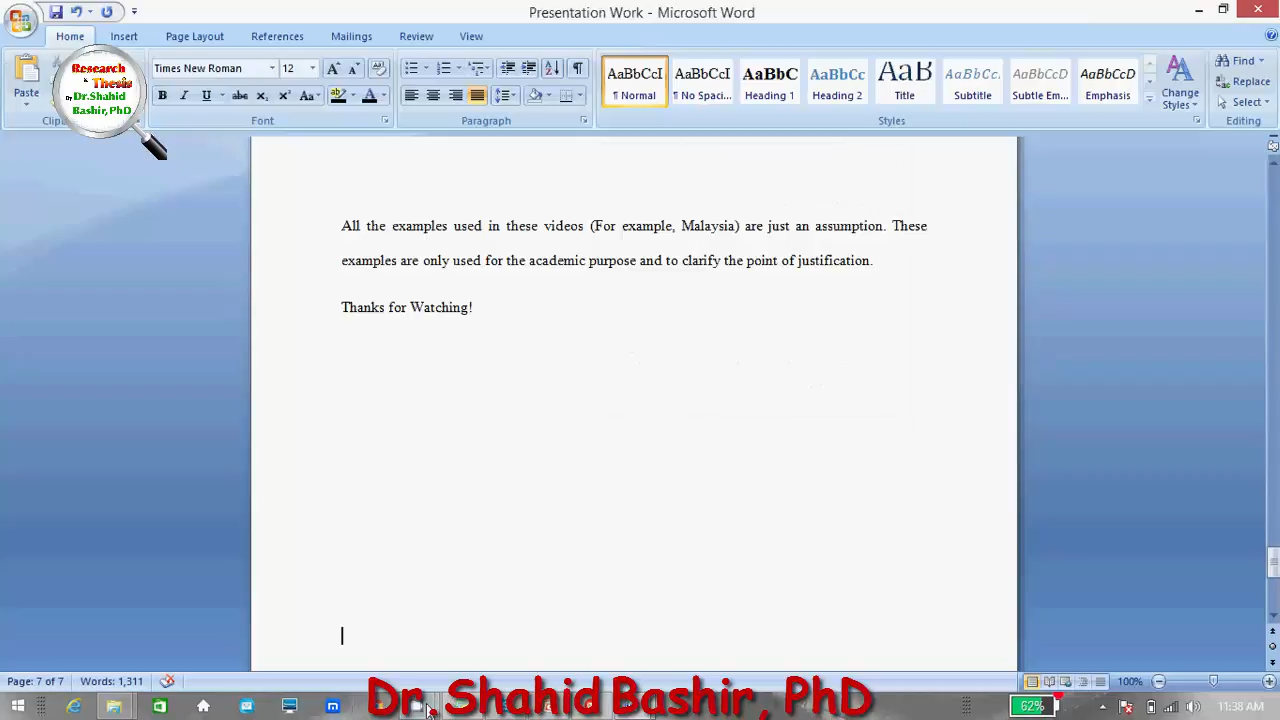 Presentation Work - Microsoft Word
Home Insert Page Layout References Mailings Review View
Research
& Thesis
By Dr.Shahid
Bashir, PhD
Paste
Times New Roman 12
B I U abc x₂ x² Aa
Font
Paragraph
AaBbCcI AaBbCcI AaBbC AaBbCc AaB AaBbCc. AaBbCcD AaBbCcD
¶ Normal ¶ No Spaci... Heading 1 Heading 2 Title Subtitle Subtle Em... Emphasis
Change
Styles
Styles
Find
Replace
Select
Editing
All the examples used in these videos (For example, Malaysia) are just an assumption. These
examples are only used for the academic purpose and to clarify the point of justification.
Thanks for Watching!
Page: 7 of 7 Words: 1,311 100%
Dr. Shahid Bashir, PhD
62% 11:38 AM